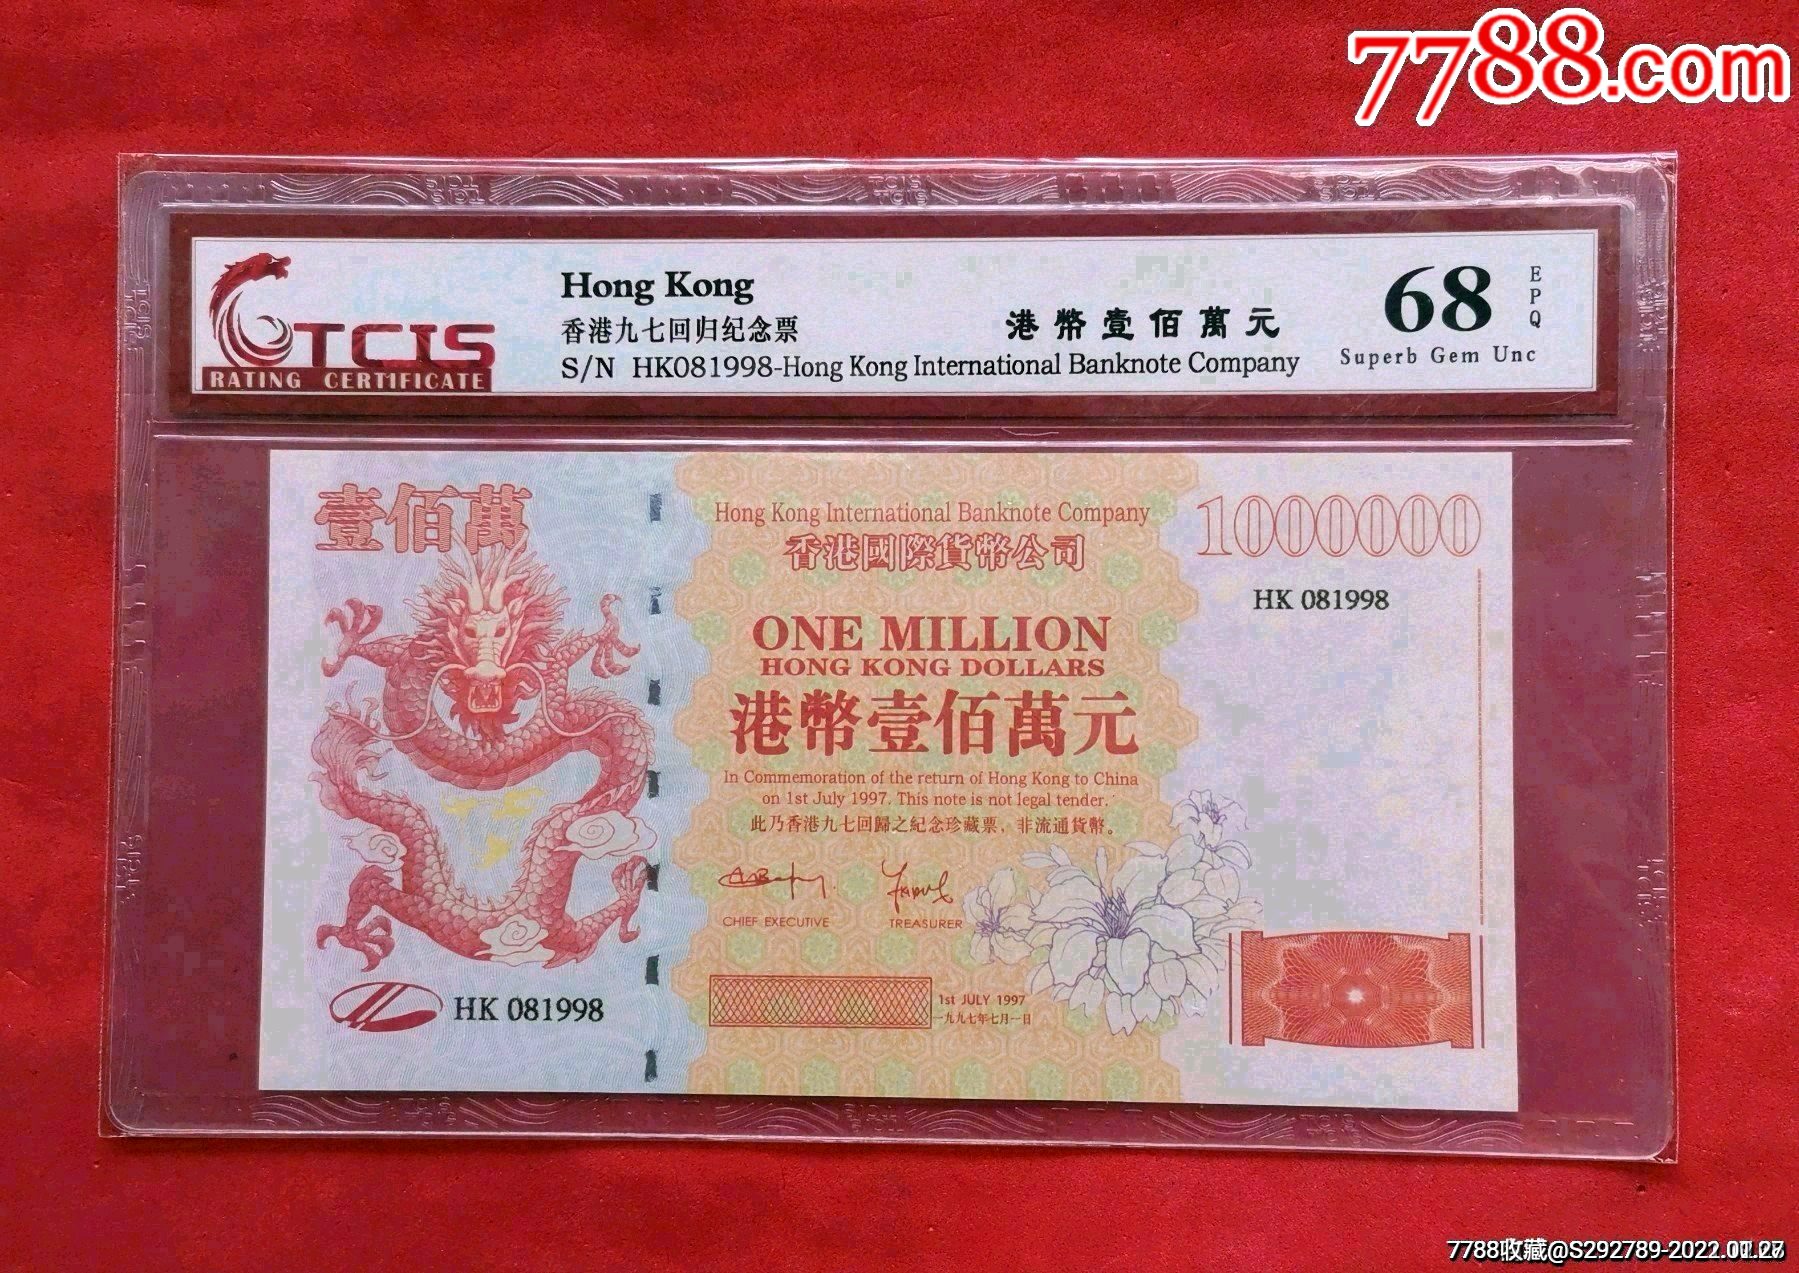 7788.com
TCIS
RATING CERTIFICATE
Hong Kong
香港九七回归纪念票
S/N HK081998-Hong Kong International Banknote Company
港幣壹佰萬元
68
EPQ
Superb Gem Unc
壹佰萬
Hong Kong International Banknote Company
香港國際貨幣公司
1000000
HK 081998
ONE MILLION
HONG KONG DOLLARS
港幣壹佰萬元
In Commemoration of the return of Hong Kong to China
on 1st July 1997. This note is not legal tender.
此乃香港九七回歸之紀念珍藏票，非流通貨幣。
CHIEF EXECUTIVE
TREASURER
HK 081998
1st JULY 1997
一九九七年七月一日
7788收藏@S292789-2022.01.27